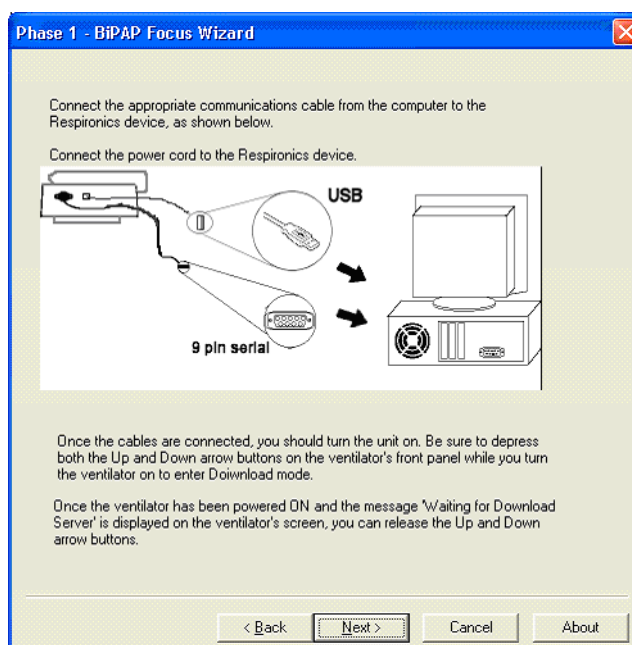 Phase 1 - BiPAP Focus Wizard
Connect the appropriate communications cable from the computer to the
Respironics device, as shown below.
Connect the power cord to the Respironics device.
USB
9 pin serial
Once the cables are connected, you should turn the unit on. Be sure to depress
both the Up and Down arrow buttons on the ventilator's front panel while you turn
the ventilator on to enter Doiwnload mode.
Once the ventilator has been powered ON and the message 'Waiting for Download
Server' is displayed on the ventilator's screen, you can release the Up and Down
arrow buttons.
< Back Next > Cancel About